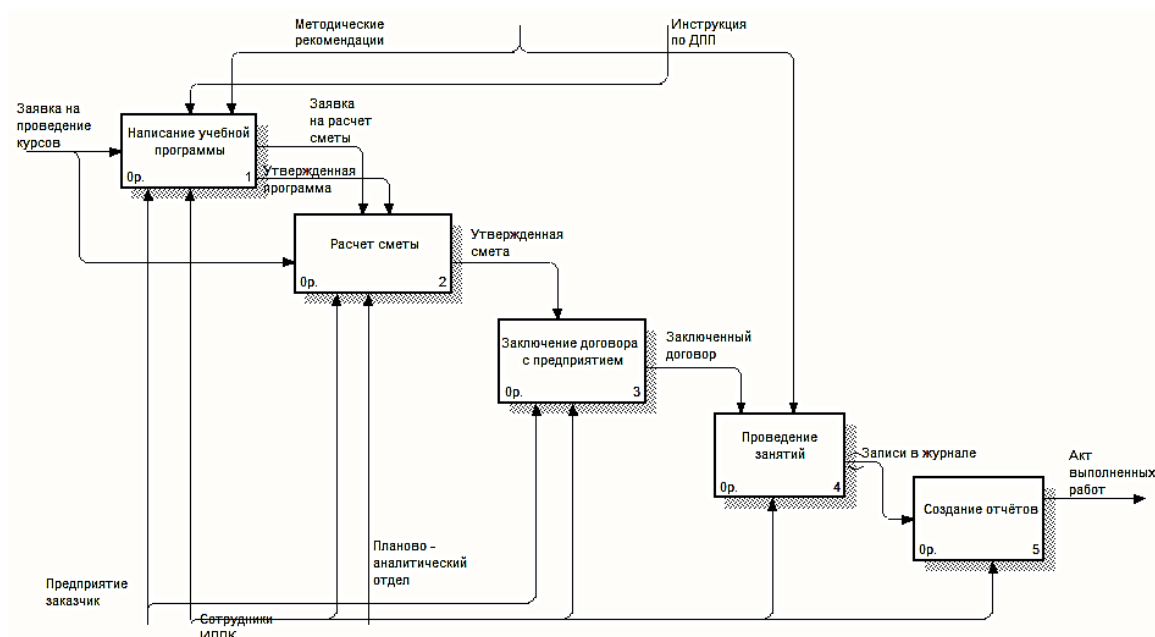 Методические
рекомендации
Инструкция
по ДПП
Заявка на
проведение
курсов
Написание учебной
программы
0р.
1
Заявка
на расчет
сметы
Утвержденная
программа
Расчет сметы
0р.
2
Утвержденная
смета
Заключение договора
с предприятием
0р.
3
Заключенный
договор
Проведение
занятий
0р.
4
Записи в журнале
Создание отчётов
0р.
5
Акт
выполненных
работ
Планово -
аналитический
отдел
Предприятие
заказчик
Сотрудники